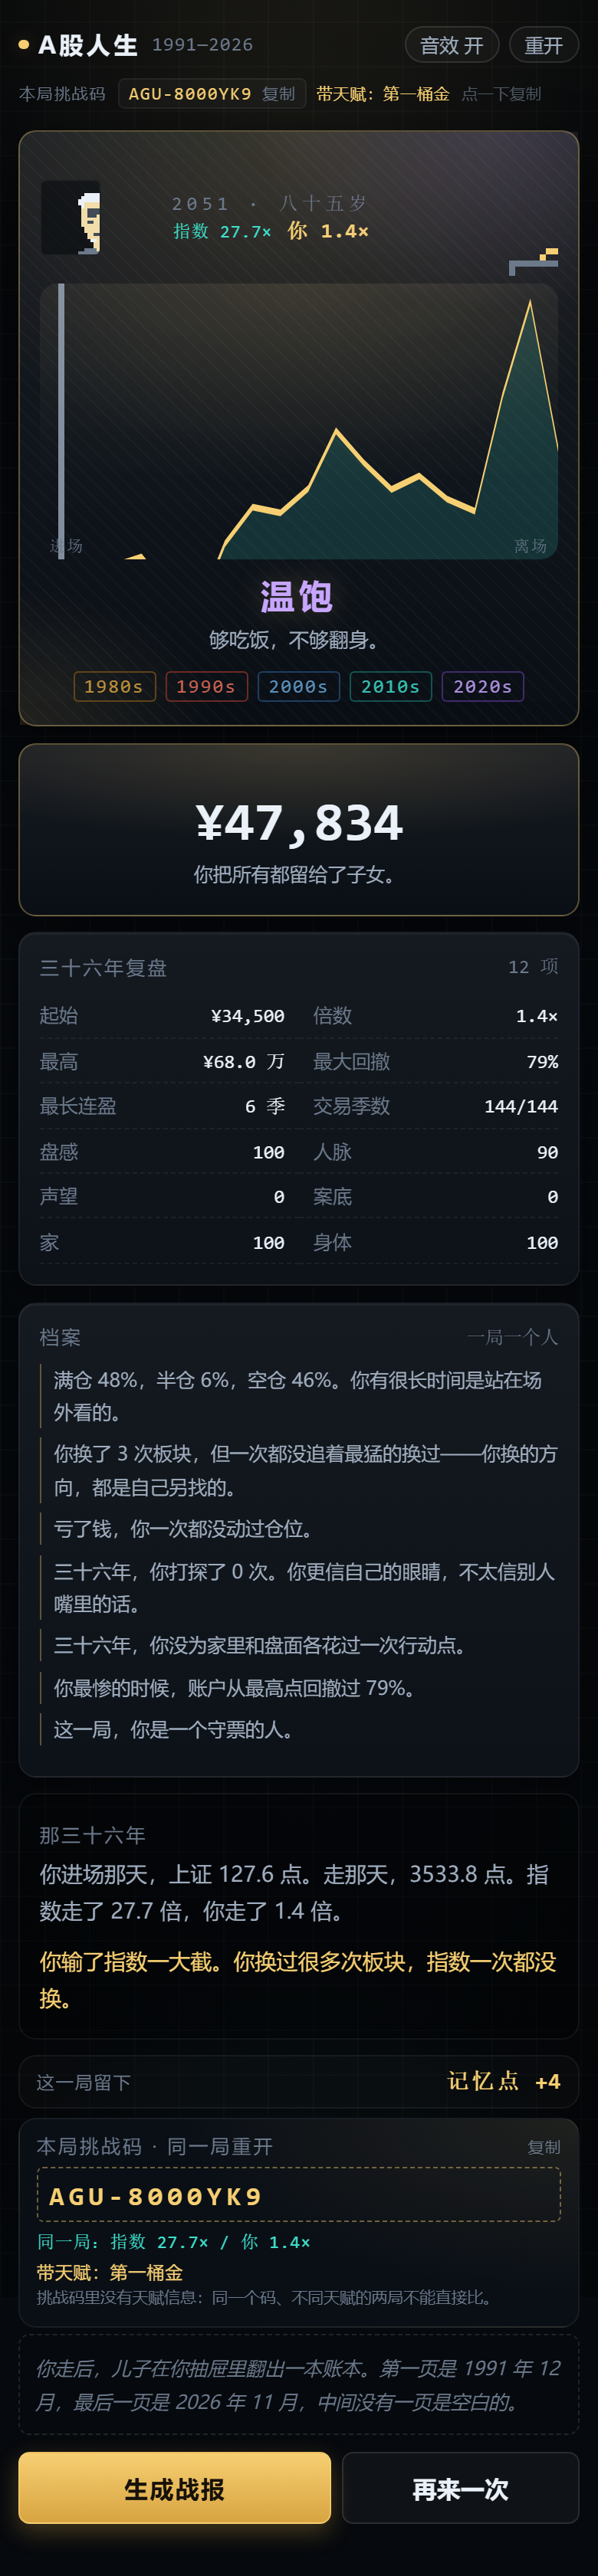 A股人生 1991—2026 音效 开 重开
本局挑战码 AGU-8000YK9 复制 带天赋：第一桶金 点一下复制
2051 · 八十五岁
指数 27.7× 你 1.4×
进场 离场
温饱
够吃饭，不够翻身。
1980s 1990s 2000s 2010s 2020s
¥47,834
你把所有都留给了子女。
三十六年复盘 12 项
起始 ¥34,500 倍数 1.4×
最高 ¥68.0 万 最大回撤 79%
最长连盈 6 季 交易季数 144/144
盘感 100 人脉 90
声望 0 案底 0
家 100 身体 100
档案 一局一个人
满仓 48%，半仓 6%，空仓 46%。你有很长时间是站在场
外看的。
你换了 3 次板块，但一次都没追着最猛的换过——你换的方
向，都是自己另找的。
亏了钱，你一次都没动过仓位。
三十六年，你打探了 0 次。你更信自己的眼睛，不太信别人
嘴里的话。
三十六年，你没为家里和盘面各花过一次行动点。
你最惨的时候，账户从最高点回撤过 79%。
这一局，你是一个守票的人。
那三十六年
你进场那天，上证 127.6 点。走那天，3533.8 点。指
数走了 27.7 倍，你走了 1.4 倍。
你输了指数一大截。你换过很多次板块，指数一次都没
换。
这一局留下 记忆点 +4
本局挑战码 · 同一局重开 复制
AGU-8000YK9
同一局：指数 27.7× / 你 1.4×
带天赋：第一桶金
挑战码里没有天赋信息：同一个码、不同天赋的两局不能直接比。
你走后，儿子在你抽屉里翻出一本账本。第一页是 1991 年 12
月，最后一页是 2026 年 11 月，中间没有一页是空白的。
生成战报 再来一次